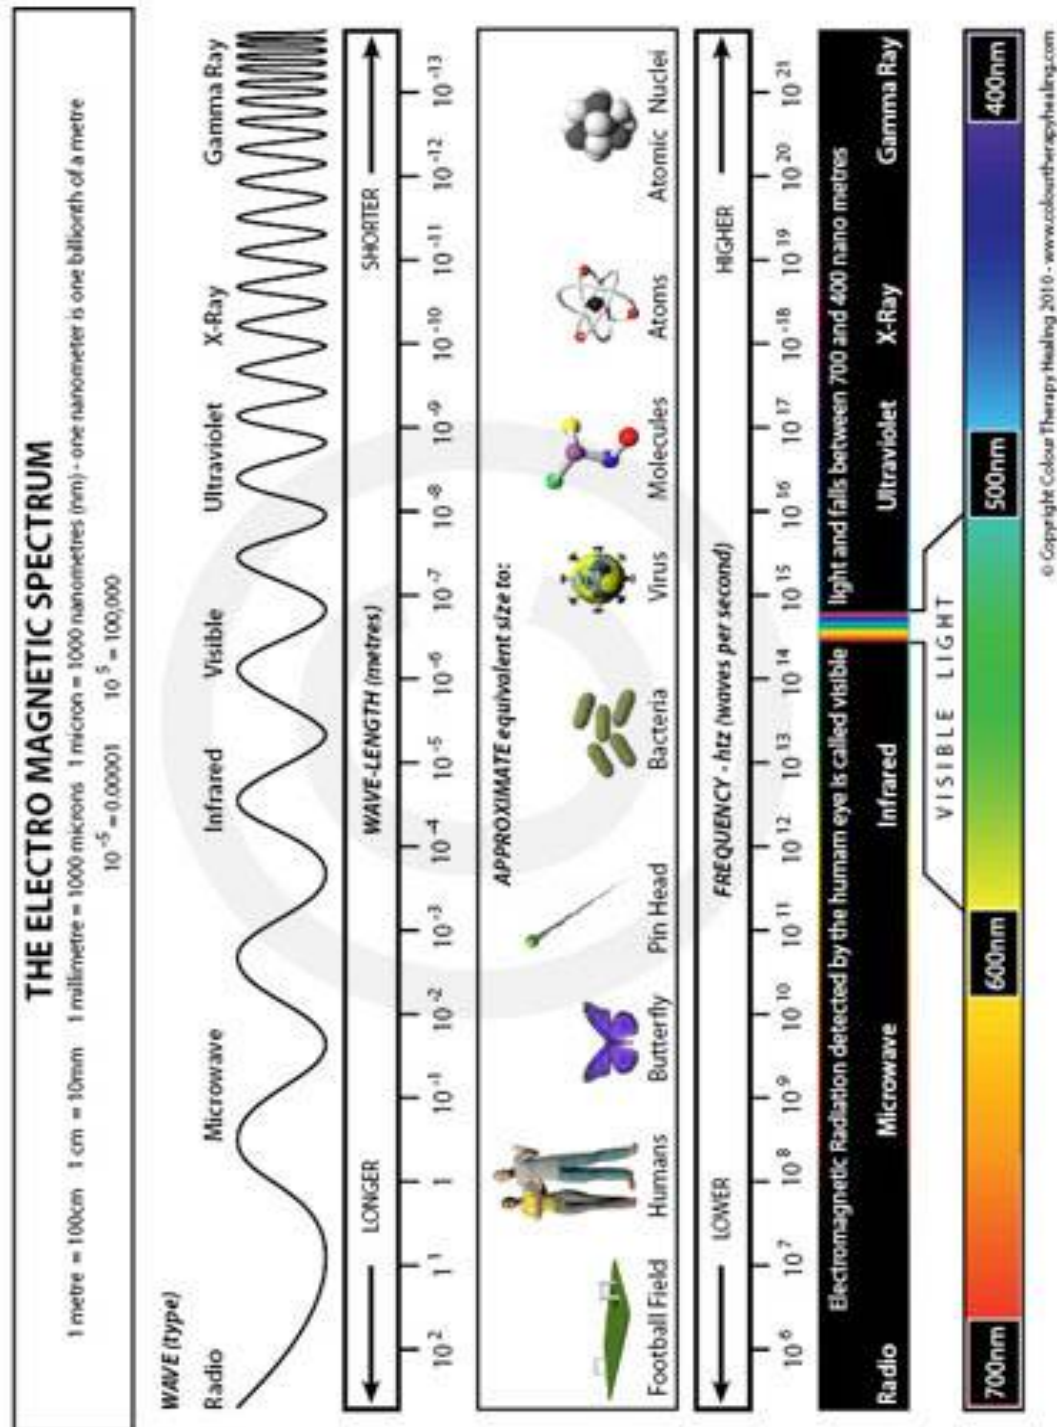 THE ELECTRO MAGNETIC SPECTRUM
1 metre = 100cm 1 cm = 10mm 1 millimetre = 1000 microns 1 micron = 1000 nanometres (nm) - one nanometer is one billionth of a metre
10⁻⁵ = 0.00001 10⁵ = 100,000
WAVE (type)
Radio Microwave Infrared Visible Ultraviolet X-Ray Gamma Ray
LONGER WAVE-LENGTH (metres) SHORTER
10² 1¹ 1 10⁻¹ 10⁻² 10⁻³ 10⁻⁴ 10⁻⁵ 10⁻⁶ 10⁻⁷ 10⁻⁸ 10⁻⁹ 10⁻¹⁰ 10⁻¹¹ 10⁻¹² 10⁻¹³
APPROXIMATE equivalent size to:
Football Field Humans Butterfly Pin Head Bacteria Virus Molecules Atoms Atomic Nuclei
LOWER FREQUENCY - htz (waves per second) HIGHER
10⁶ 10⁷ 10⁸ 10⁹ 10¹⁰ 10¹¹ 10¹² 10¹³ 10¹⁴ 10¹⁵ 10¹⁶ 10¹⁷ 10⁻¹⁸ 10¹⁹ 10²⁰ 10²¹
Electromagnetic Radiation detected by the humam eye is called visible light and falls between 700 and 400 nano metres
Radio Microwave Infrared Ultraviolet X-Ray Gamma Ray
VISIBLE LIGHT
700nm 600nm 500nm 400nm
© Copyright Colour Therapy Healing 2010 - www.colourtherapyhealing.com